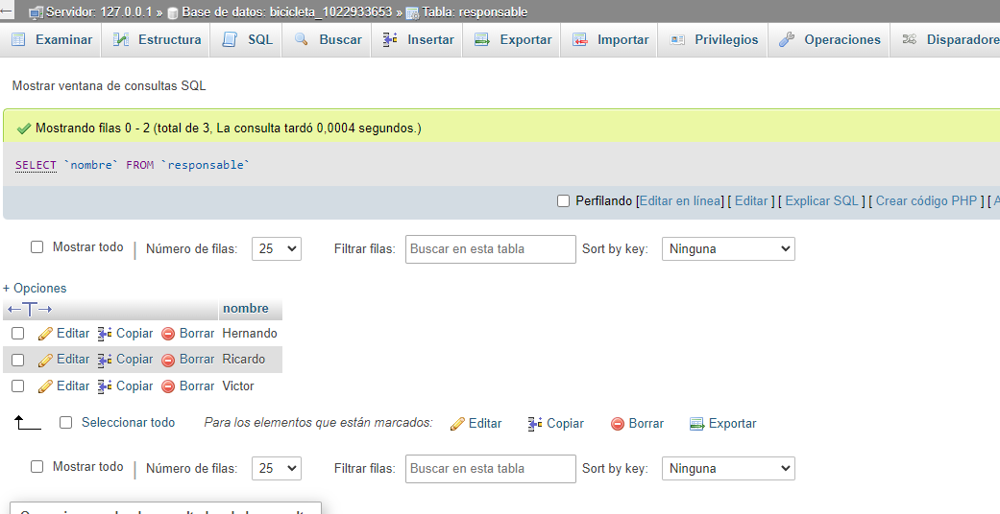 Servidor: 127.0.0.1 » Base de datos: bicicleta_1022933653 » Tabla: responsable
Examinar Estructura SQL Buscar Insertar Exportar Importar Privilegios Operaciones Disparadore
Mostrar ventana de consultas SQL
Mostrando filas 0 - 2 (total de 3, La consulta tardó 0,0004 segundos.)
SELECT `nombre` FROM `responsable`
Perfilando [Editar en línea] [ Editar ] [ Explicar SQL ] [ Crear código PHP ] [ A
Mostrar todo | Número de filas: 25 Filtrar filas: Buscar en esta tabla Sort by key: Ninguna
+ Opciones
←T→ nombre
Editar Copiar Borrar Hernando
Editar Copiar Borrar Ricardo
Editar Copiar Borrar Victor
Seleccionar todo Para los elementos que están marcados: Editar Copiar Borrar Exportar
Mostrar todo | Número de filas: 25 Filtrar filas: Buscar en esta tabla Sort by key: Ninguna